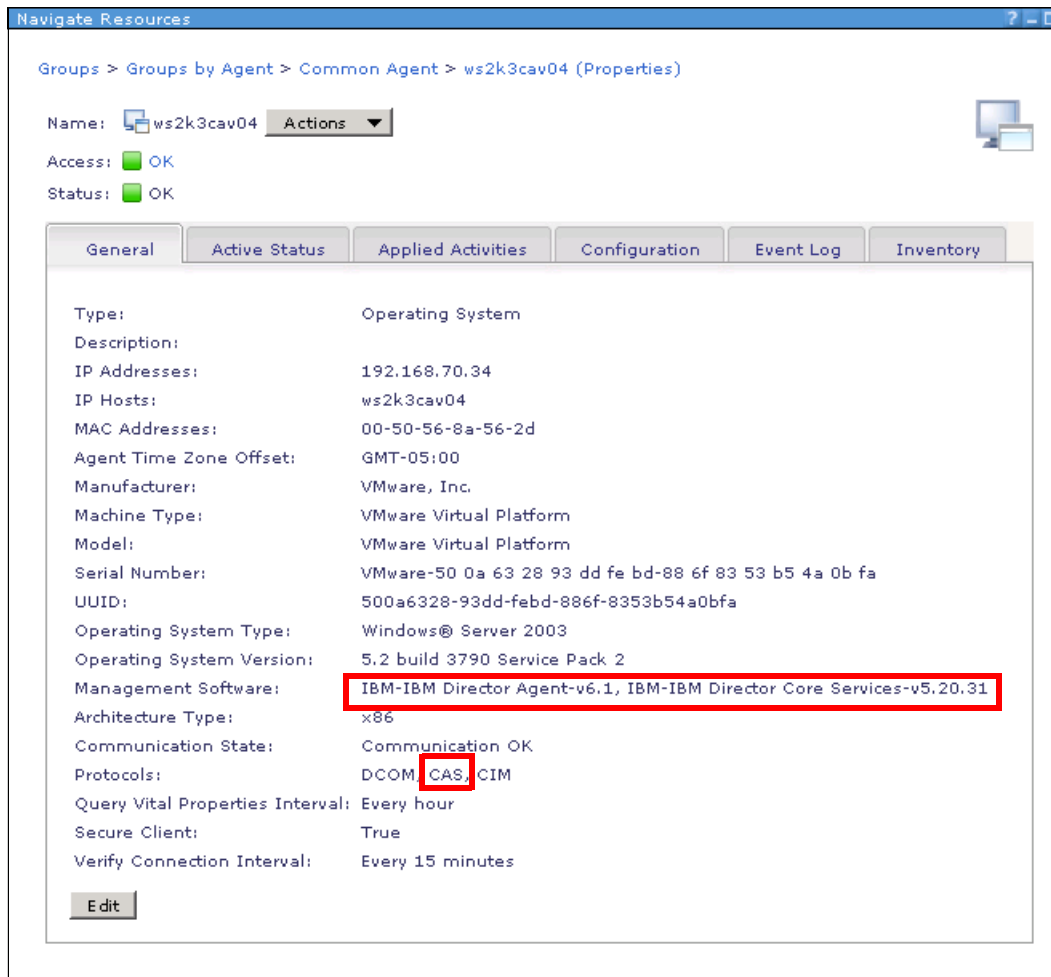 Navigate Resources ? –
Groups > Groups by Agent > Common Agent > ws2k3cav04 (Properties)
Name: ws2k3cav04 Actions
Access: OK
Status: OK
General Active Status Applied Activities Configuration Event Log Inventory
Type: Operating System
Description:
IP Addresses: 192.168.70.34
IP Hosts: ws2k3cav04
MAC Addresses: 00-50-56-8a-56-2d
Agent Time Zone Offset: GMT-05:00
Manufacturer: VMware, Inc.
Machine Type: VMware Virtual Platform
Model: VMware Virtual Platform
Serial Number: VMware-50 0a 63 28 93 dd fe bd-88 6f 83 53 b5 4a 0b fa
UUID: 500a6328-93dd-febd-886f-8353b54a0bfa
Operating System Type: Windows® Server 2003
Operating System Version: 5.2 build 3790 Service Pack 2
Management Software: IBM-IBM Director Agent-v6.1, IBM-IBM Director Core Services-v5.20.31
Architecture Type: x86
Communication State: Communication OK
Protocols: DCOM, CAS, CIM
Query Vital Properties Interval: Every hour
Secure Client: True
Verify Connection Interval: Every 15 minutes
Edit